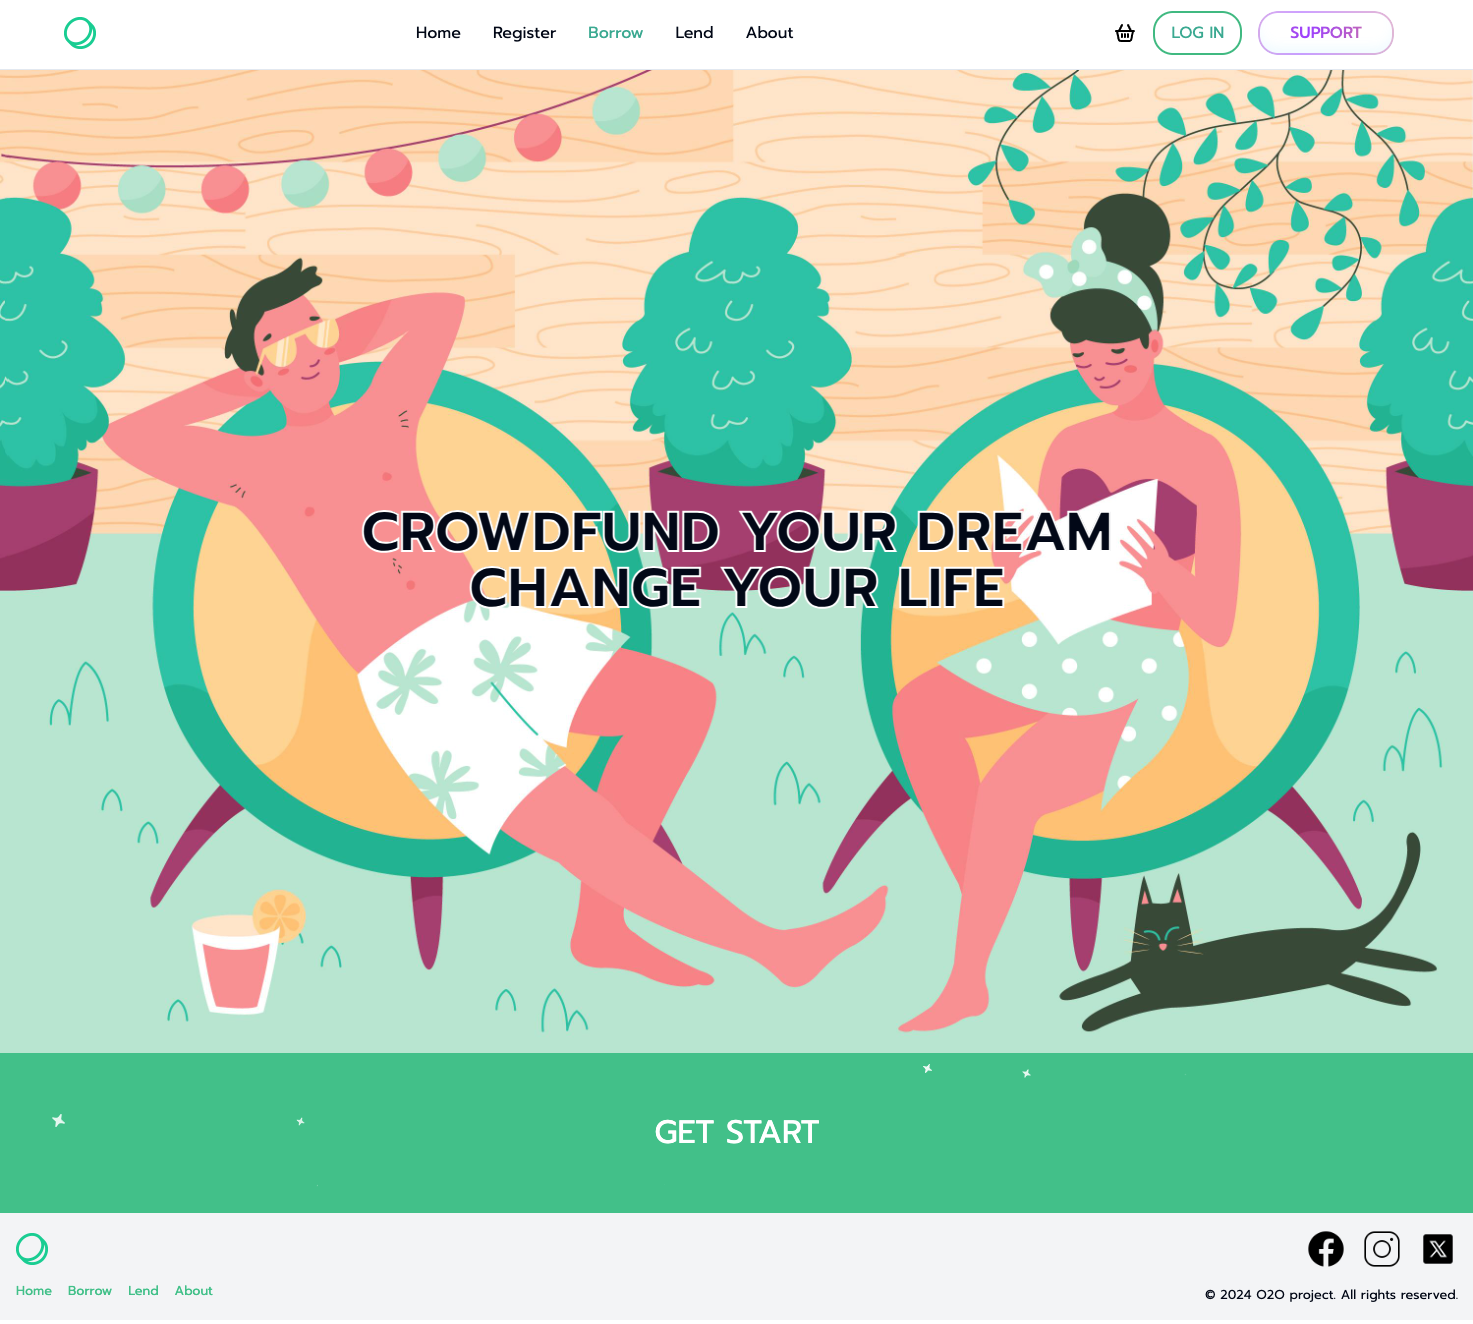 Home Register Borrow Lend About LOG IN SUPPORT
CROWDFUND YOUR DREAM
CHANGE YOUR LIFE
GET START
Home Borrow Lend About
© 2024 O2O project. All rights reserved.